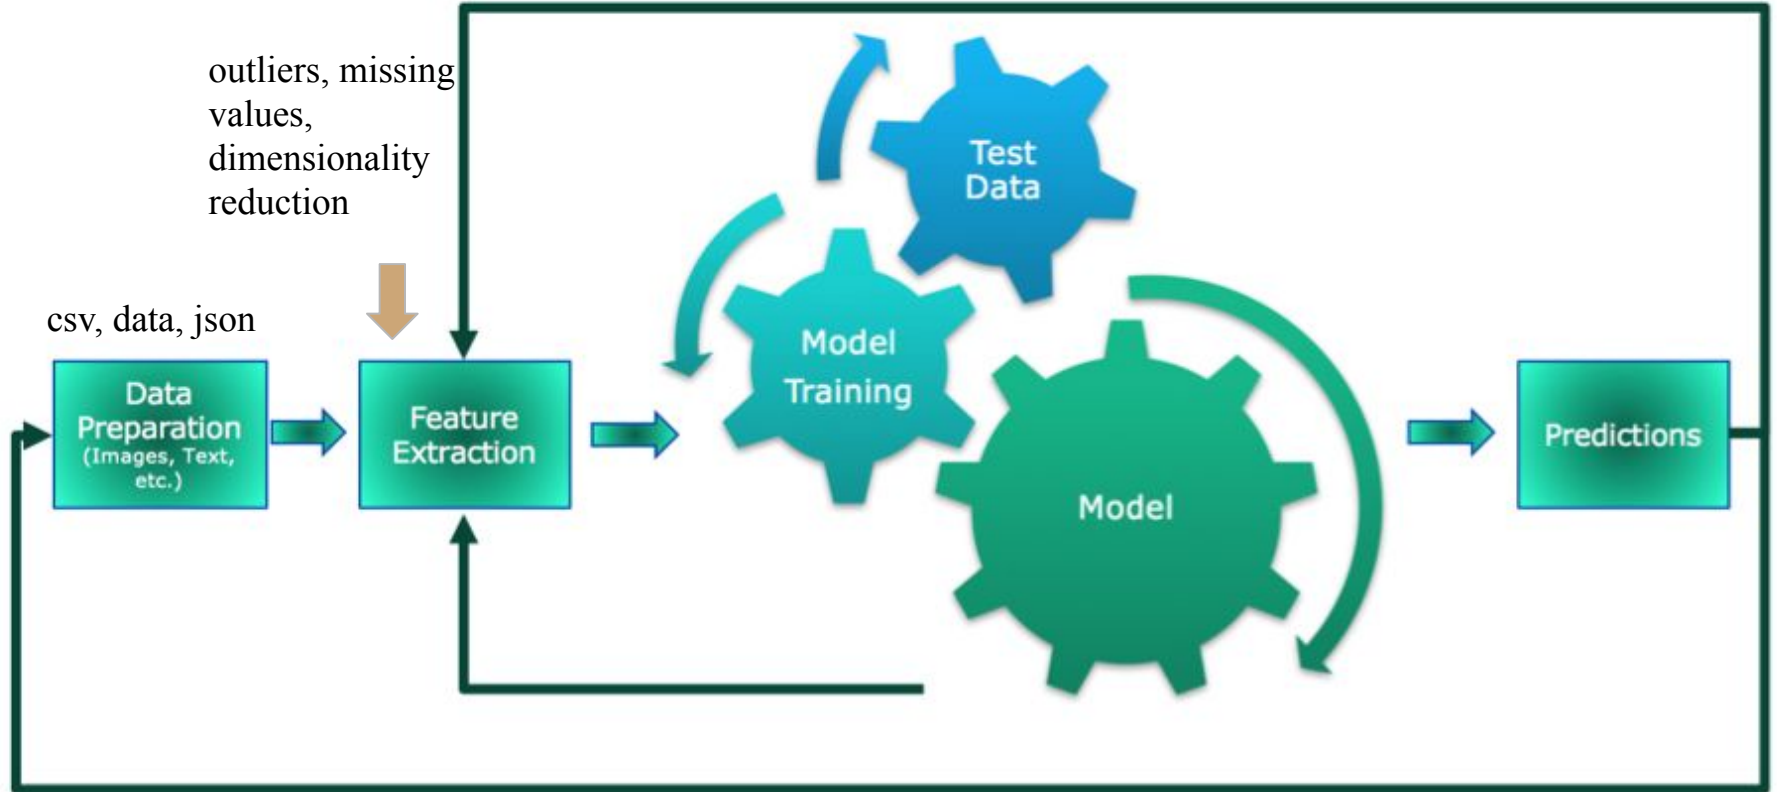 outliers, missing
values,
dimensionality
reduction
csv, data, json
Data
Preparation
(Images, Text,
etc.)
Feature
Extraction
Test
Data
Model
Training
Model
Predictions